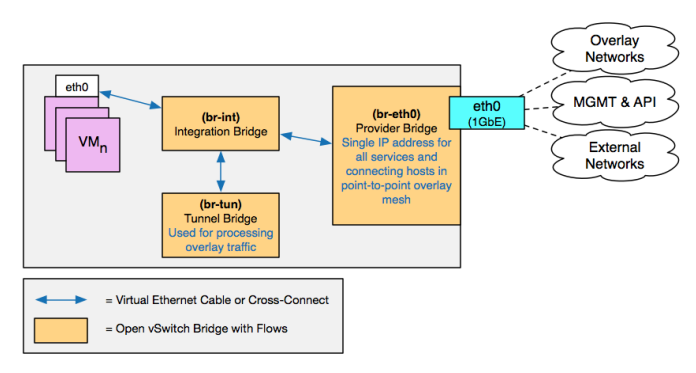 Overlay
Networks
MGMT & API
External
Networks
eth0
(1GbE)
eth0
VMn
(br-int)
Integration Bridge
(br-eth0)
Provider Bridge
Single IP address for
all services and
connecting hosts in
point-to-point overlay
mesh
(br-tun)
Tunnel Bridge
Used for processing
overlay traffic
= Virtual Ethernet Cable or Cross-Connect
= Open vSwitch Bridge with Flows